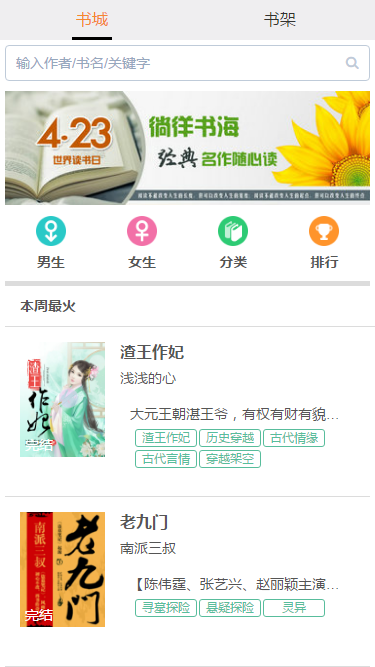 书城 书架
输入作者/书名/关键字
4·23
世界读书日
徜徉书海
经典 名作随心读
男生 女生 分类 排行
本周最火
渣王作妃
浅浅的心
大元王朝湛王爷，有权有财有貌...
渣王作妃 历史穿越 古代情缘
古代言情 穿越架空
渣王
作妃
完结
老九门
南派三叔
【陈伟霆、张艺兴、赵丽颖主演...
寻墓探险 悬疑探险 灵异
南派三叔
老九门
完结